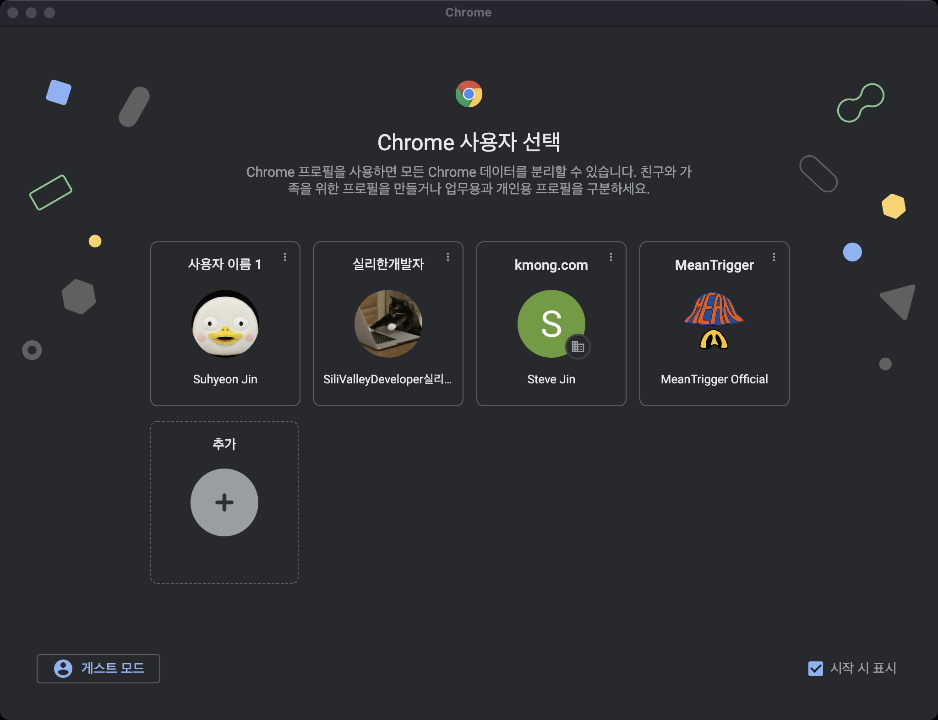 Chrome
Chrome 사용자 선택
Chrome 프로필을 사용하면 모든 Chrome 데이터를 분리할 수 있습니다. 친구와 가
족을 위한 프로필을 만들거나 업무용과 개인용 프로필을 구분하세요.
사용자 이름 1
Suhyeon Jin
실리한개발자
SiliValleyDeveloper실리...
kmong.com
S
Steve Jin
MeanTrigger
MEAN
MeanTrigger Official
추가
게스트 모드
시작 시 표시